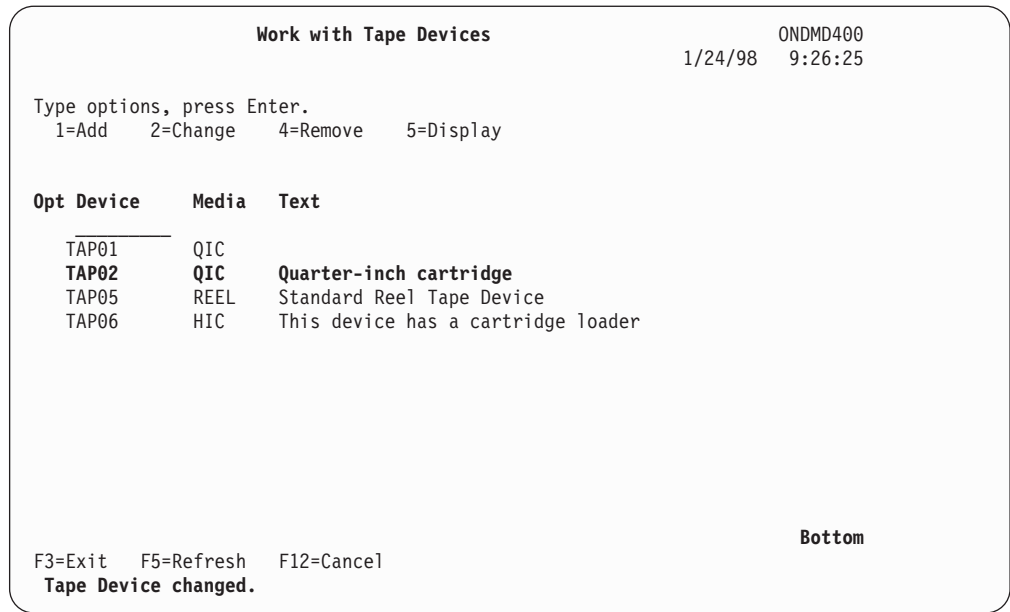 Work with Tape Devices ONDMD400
1/24/98 9:26:25
Type options, press Enter.
1=Add 2=Change 4=Remove 5=Display
Opt Device Media Text
_________
TAP01 QIC
TAP02 QIC Quarter-inch cartridge
TAP05 REEL Standard Reel Tape Device
TAP06 HIC This device has a cartridge loader
Bottom
F3=Exit F5=Refresh F12=Cancel
Tape Device changed.